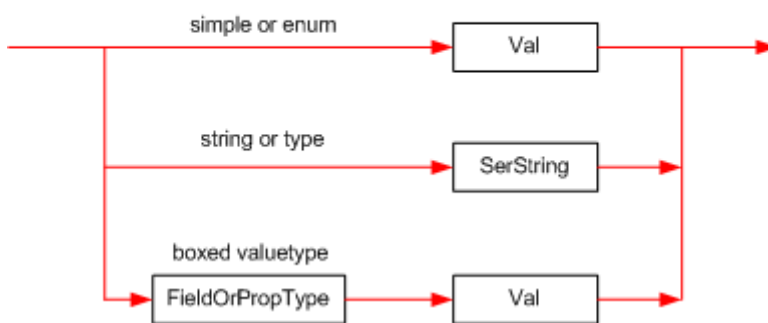 simple or enum
Val
string or type
SerString
boxed valuetype
FieldOrPropType
Val